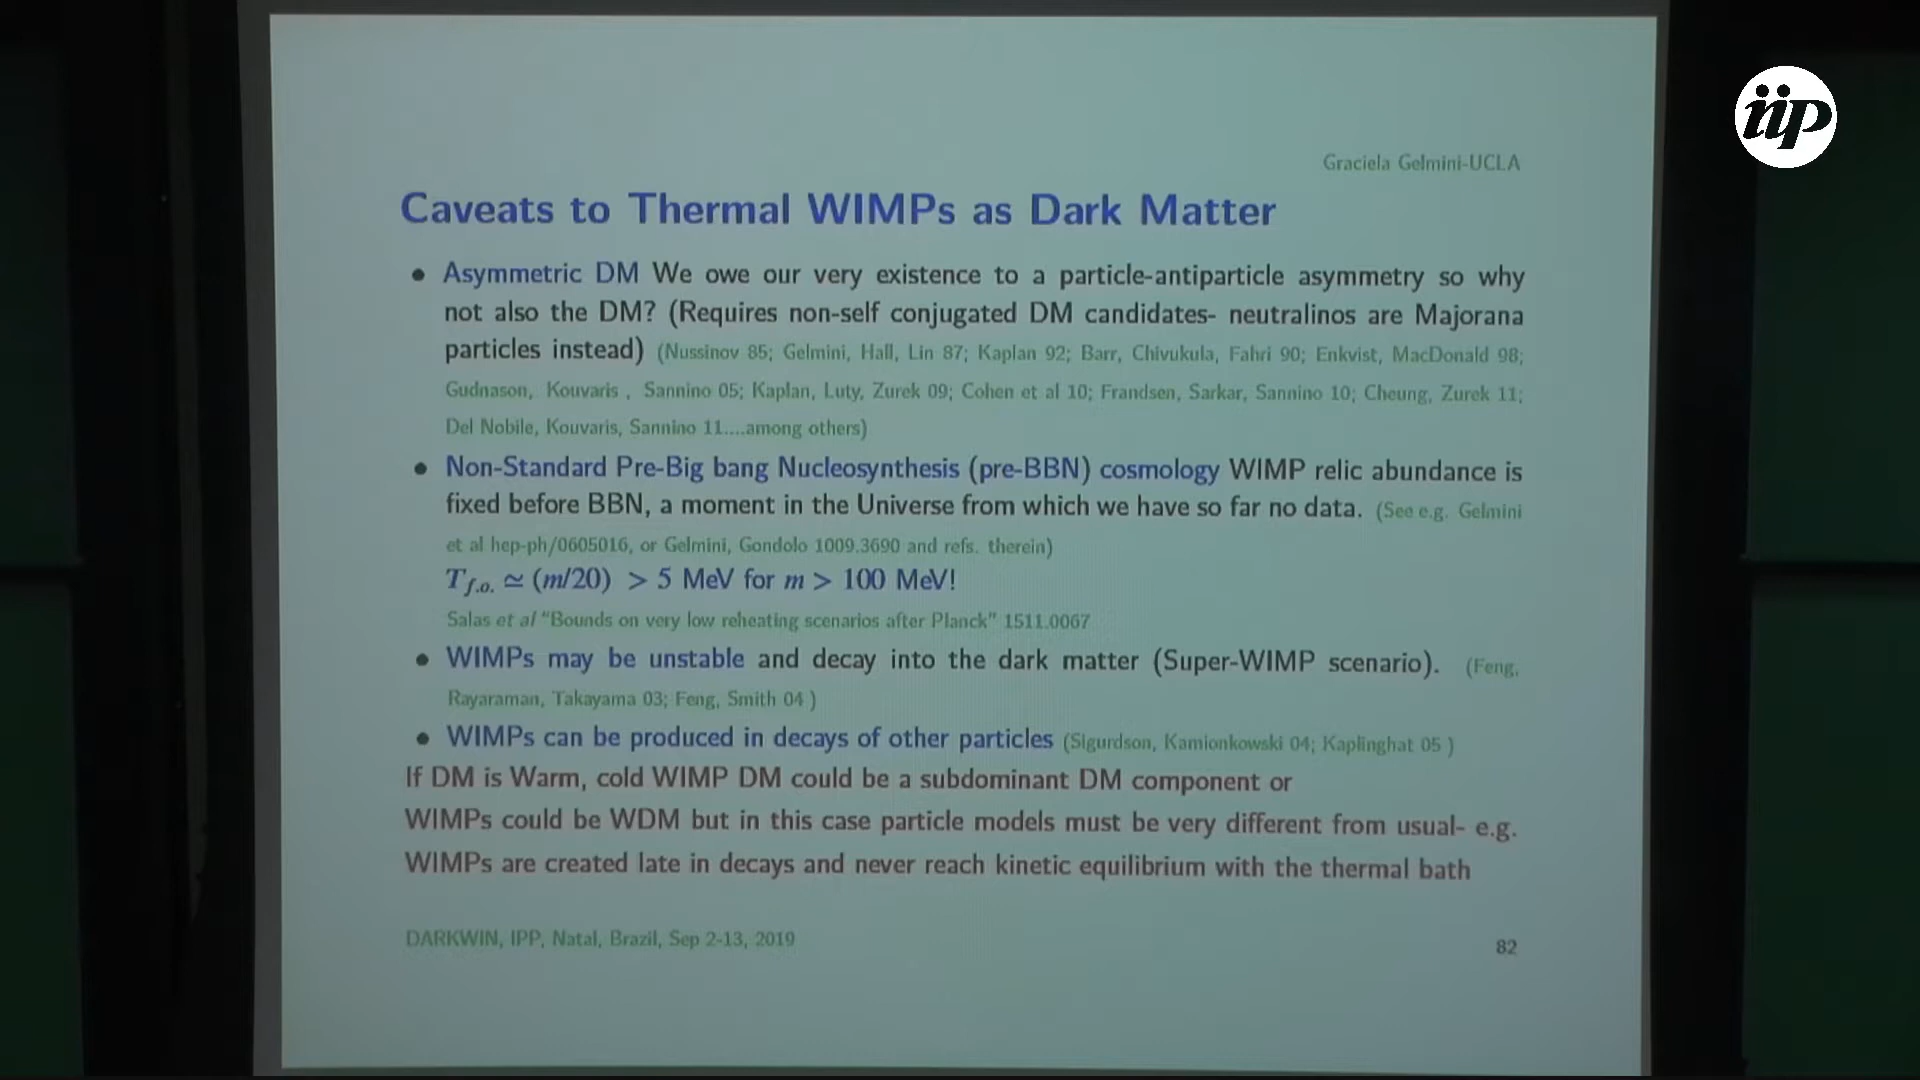 iip
Graciela Gelmini-UCLA
Caveats to Thermal WIMPs as Dark Matter
• Asymmetric DM We owe our very existence to a particle-antiparticle asymmetry so why
not also the DM? (Requires non-self conjugated DM candidates- neutralinos are Majorana
particles instead) (Nussinov 85; Gelmini, Hall, Lin 87; Kaplan 92; Barr, Chivukula, Fahri 90; Enkvist, MacDonald 98;
Gudnason, Kouvaris , Sannino 05; Kaplan, Luty, Zurek 09; Cohen et al 10; Frandsen, Sarkar, Sannino 10; Cheung, Zurek 11;
Del Nobile, Kouvaris, Sannino 11....among others)
• Non-Standard Pre-Big bang Nucleosynthesis (pre-BBN) cosmology WIMP relic abundance is
fixed before BBN, a moment in the Universe from which we have so far no data. (See e.g. Gelmini
et al hep-ph/0605016, or Gelmini, Gondolo 1009.3690 and refs. therein)
T_{f.o.} ≃ (m/20) > 5 MeV for m > 100 MeV!
Salas et al "Bounds on very low reheating scenarios after Planck" 1511.0067
• WIMPs may be unstable and decay into the dark matter (Super-WIMP scenario). (Feng,
Rayaraman, Takayama 03; Feng, Smith 04 )
• WIMPs can be produced in decays of other particles (Sigurdson, Kamionkowski 04; Kaplinghat 05 )
If DM is Warm, cold WIMP DM could be a subdominant DM component or
WIMPs could be WDM but in this case particle models must be very different from usual- e.g.
WIMPs are created late in decays and never reach kinetic equilibrium with the thermal bath
DARKWIN, IPP, Natal, Brazil, Sep 2-13, 2019
82